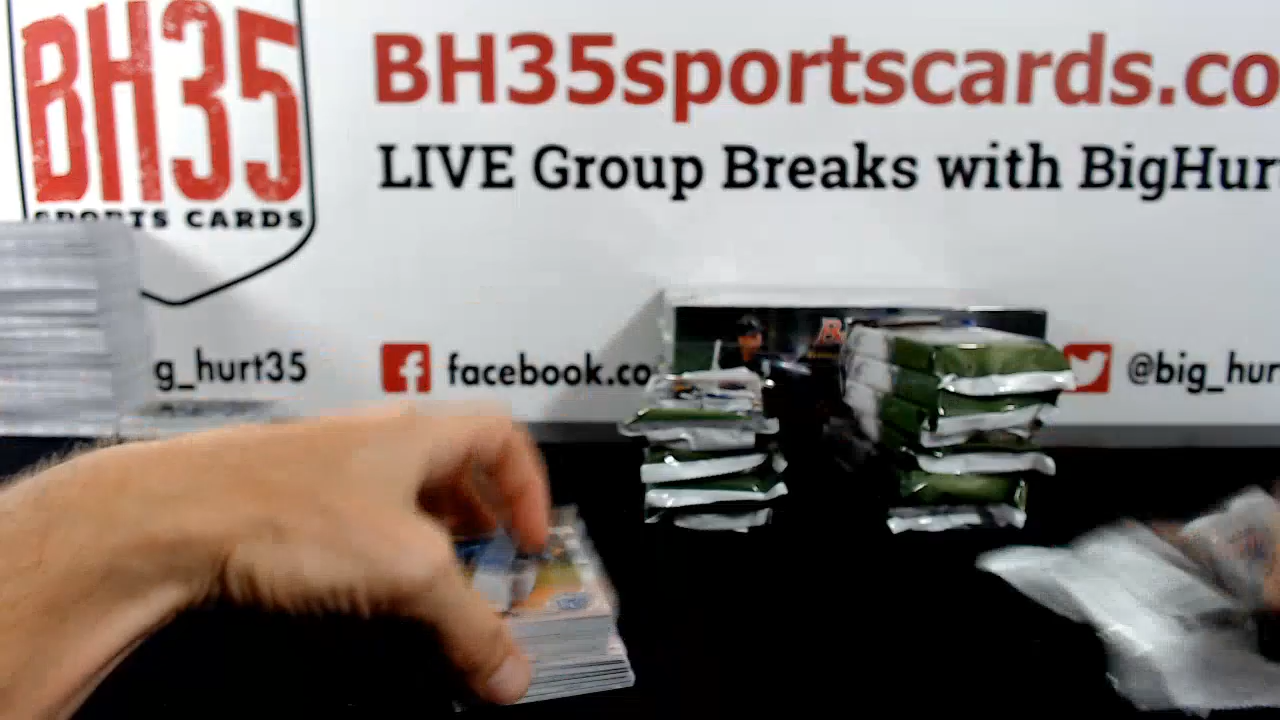 BH35
SPORTS CARDS
BH35sportscards.co
LIVE Group Breaks with BigHur
g_hurt35
facebook.co
@big_hur